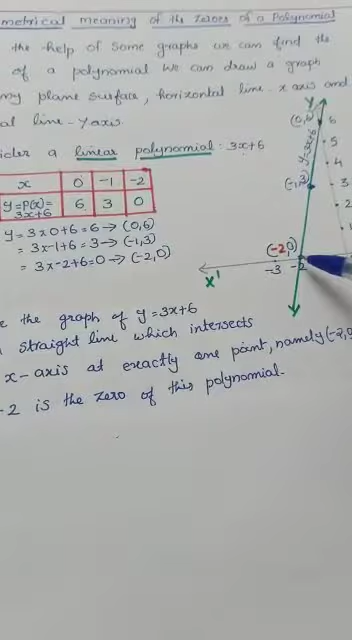 metrical meaning of the zeroes of a Polynomial
the help of some graphs we can find the
of a polynomial we can draw a graph
my plane surface, horizontal line - x axis and
al line - y axis.
ider a linear polynomial: 3x+6
x 0 -1 -2
y=P(x)= 3x+6 6 3 0
y = 3×0+6=6 → (0,6)
= 3×-1+6=3 → (-1,3)
= 3×-2+6=0 → (-2,0)
y
(0,6) 6
y=3x+6
5
4
(-1,3) 3
2
1
(-2,0)
x' -3 -2
e the graph of y=3x+6
straight line which intersects
x-axis at exactly one point, namely (-2,0
-2 is the zero of this polynomial.